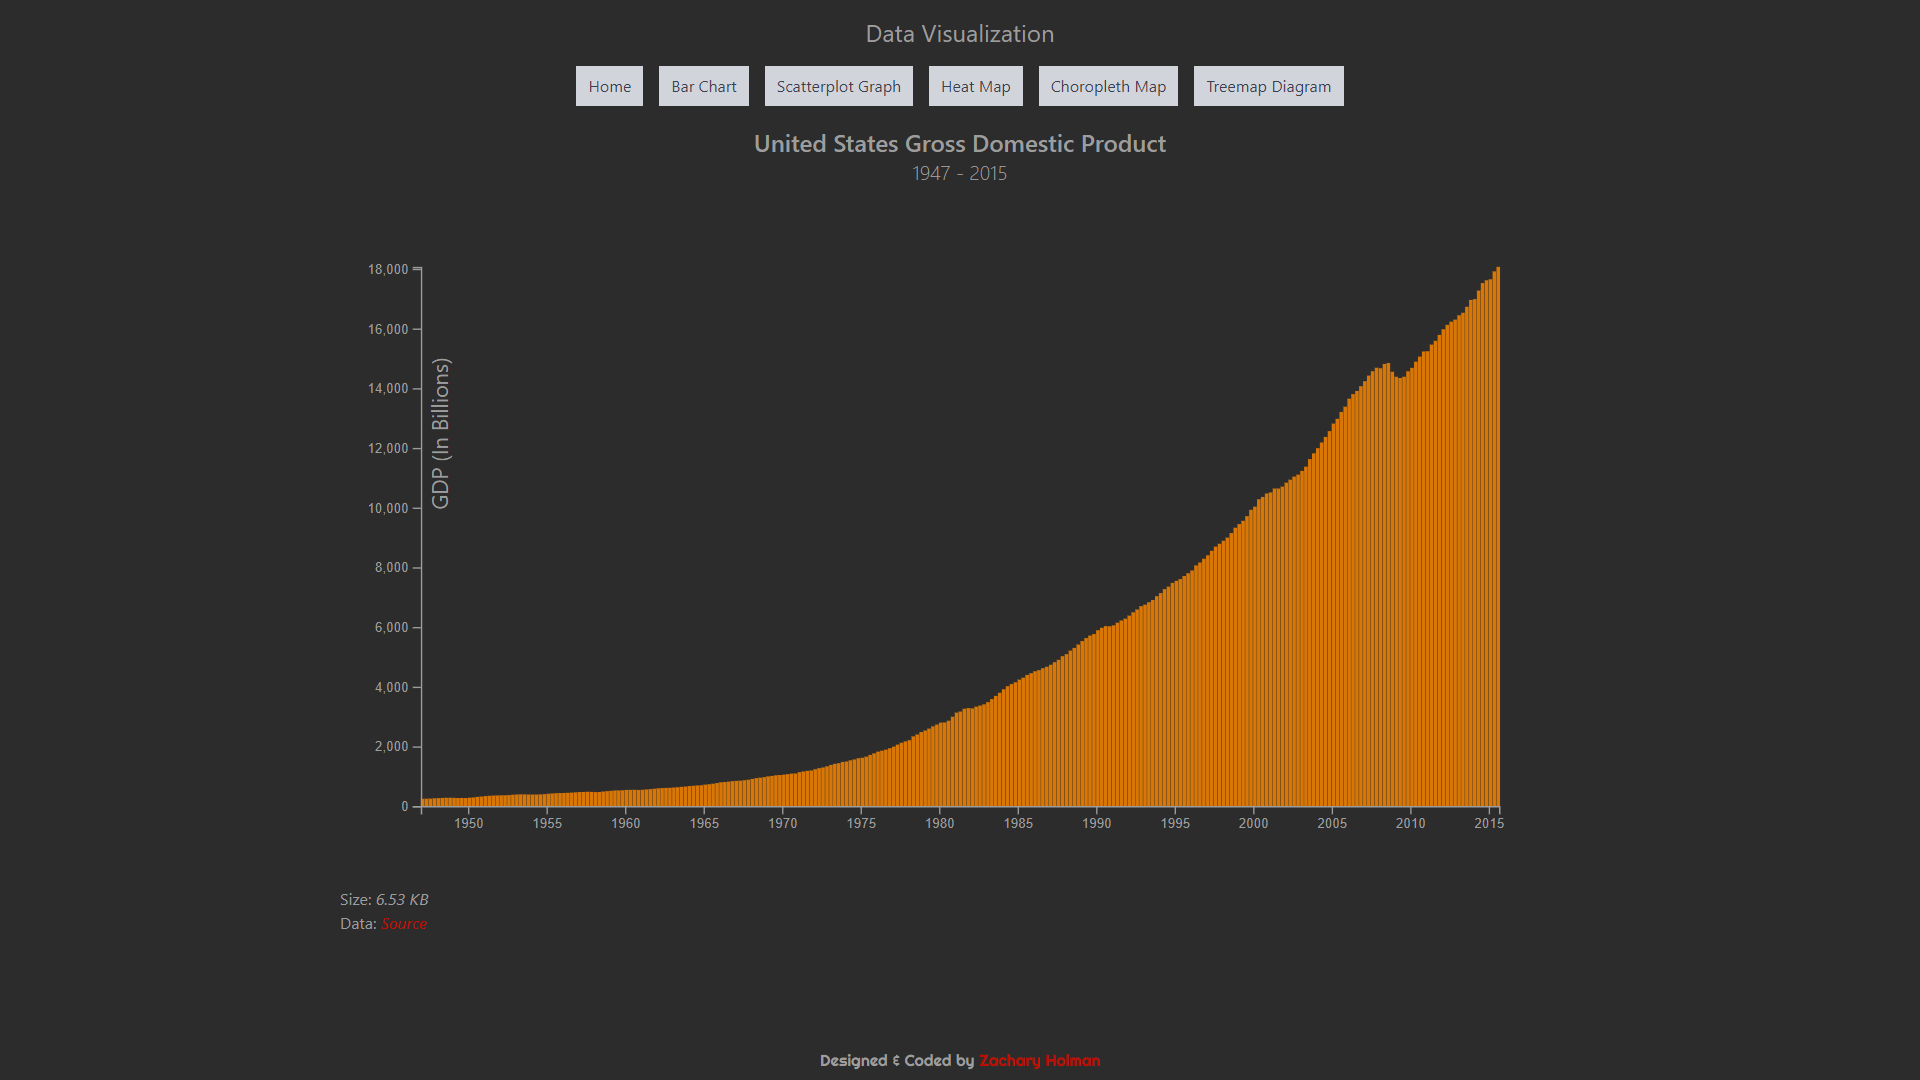 Data Visualization
Home Bar Chart Scatterplot Graph Heat Map Choropleth Map Treemap Diagram
United States Gross Domestic Product
1947 - 2015
18,000
16,000
14,000
12,000
10,000
8,000
6,000
4,000
2,000
0
GDP (In Billions)
1950 1955 1960 1965 1970 1975 1980 1985 1990 1995 2000 2005 2010 2015
Size: 6.53 KB
Data: Source
Designed & Coded by Zachary Holman